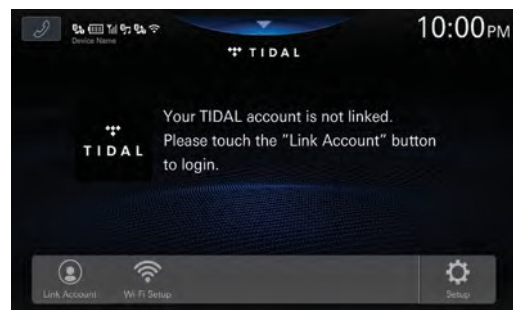 Device Name
10:00PM
TIDAL
TIDAL
Your TIDAL account is not linked.
Please touch the "Link Account" button
to login.
Link Account
Wi-Fi Setup
Setup